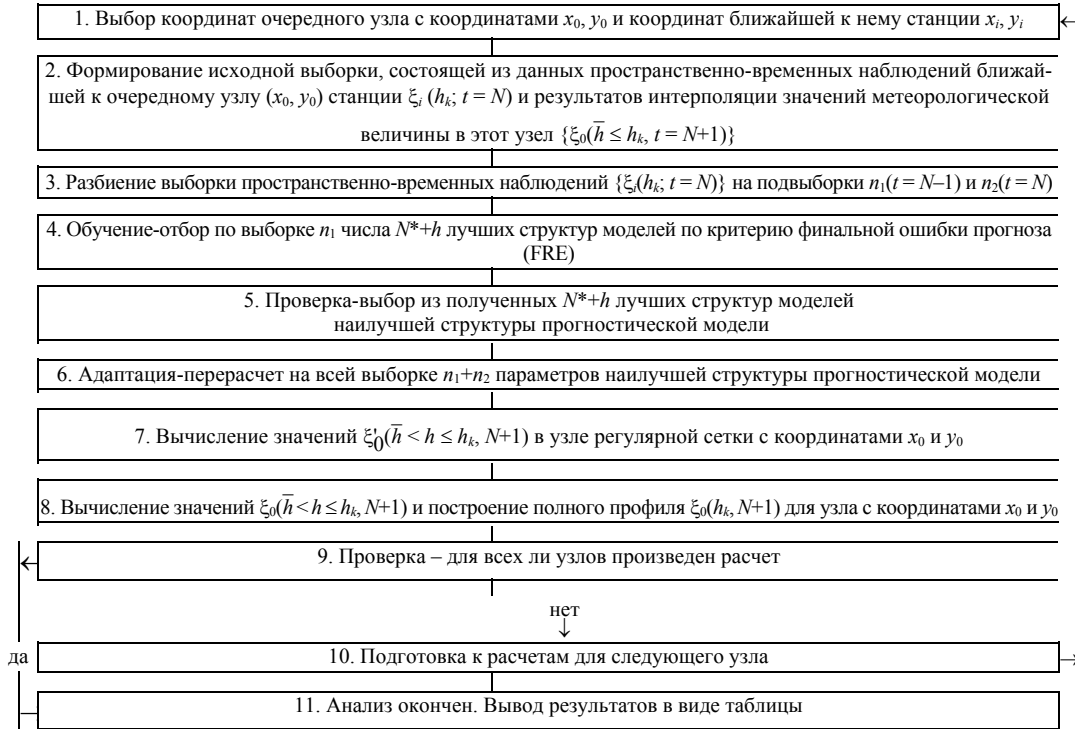 1. Выбор координат очередного узла с координатами x₀, y₀ и координат ближайшей к нему станции xᵢ, yᵢ
2. Формирование исходной выборки, состоящей из данных пространственно-временных наблюдений ближай-
шей к очередному узлу (x₀, y₀) станции ξᵢ (hₖ; t = N) и результатов интерполяции значений метеорологической
величины в этот узел {ξ₀(h̅ ≤ hₖ, t = N+1)}
3. Разбиение выборки пространственно-временных наблюдений {ξᵢ(hₖ; t = N)} на подвыборки n₁(t = N–1) и n₂(t = N)
4. Обучение-отбор по выборке n₁ числа N*+h лучших структур моделей по критерию финальной ошибки прогноза
(FRE)
5. Проверка-выбор из полученных N*+h лучших структур моделей
наилучшей структуры прогностической модели
6. Адаптация-перерасчет на всей выборке n₁+n₂ параметров наилучшей структуры прогностической модели
7. Вычисление значений ξ'₀(h̅ < h ≤ hₖ, N+1) в узле регулярной сетки с координатами x₀ и y₀
8. Вычисление значений ξ₀(h̅ < h ≤ hₖ, N+1) и построение полного профиля ξ₀(hₖ, N+1) для узла с координатами x₀ и y₀
9. Проверка – для всех ли узлов произведен расчет
нет
да
10. Подготовка к расчетам для следующего узла
11. Анализ окончен. Вывод результатов в виде таблицы